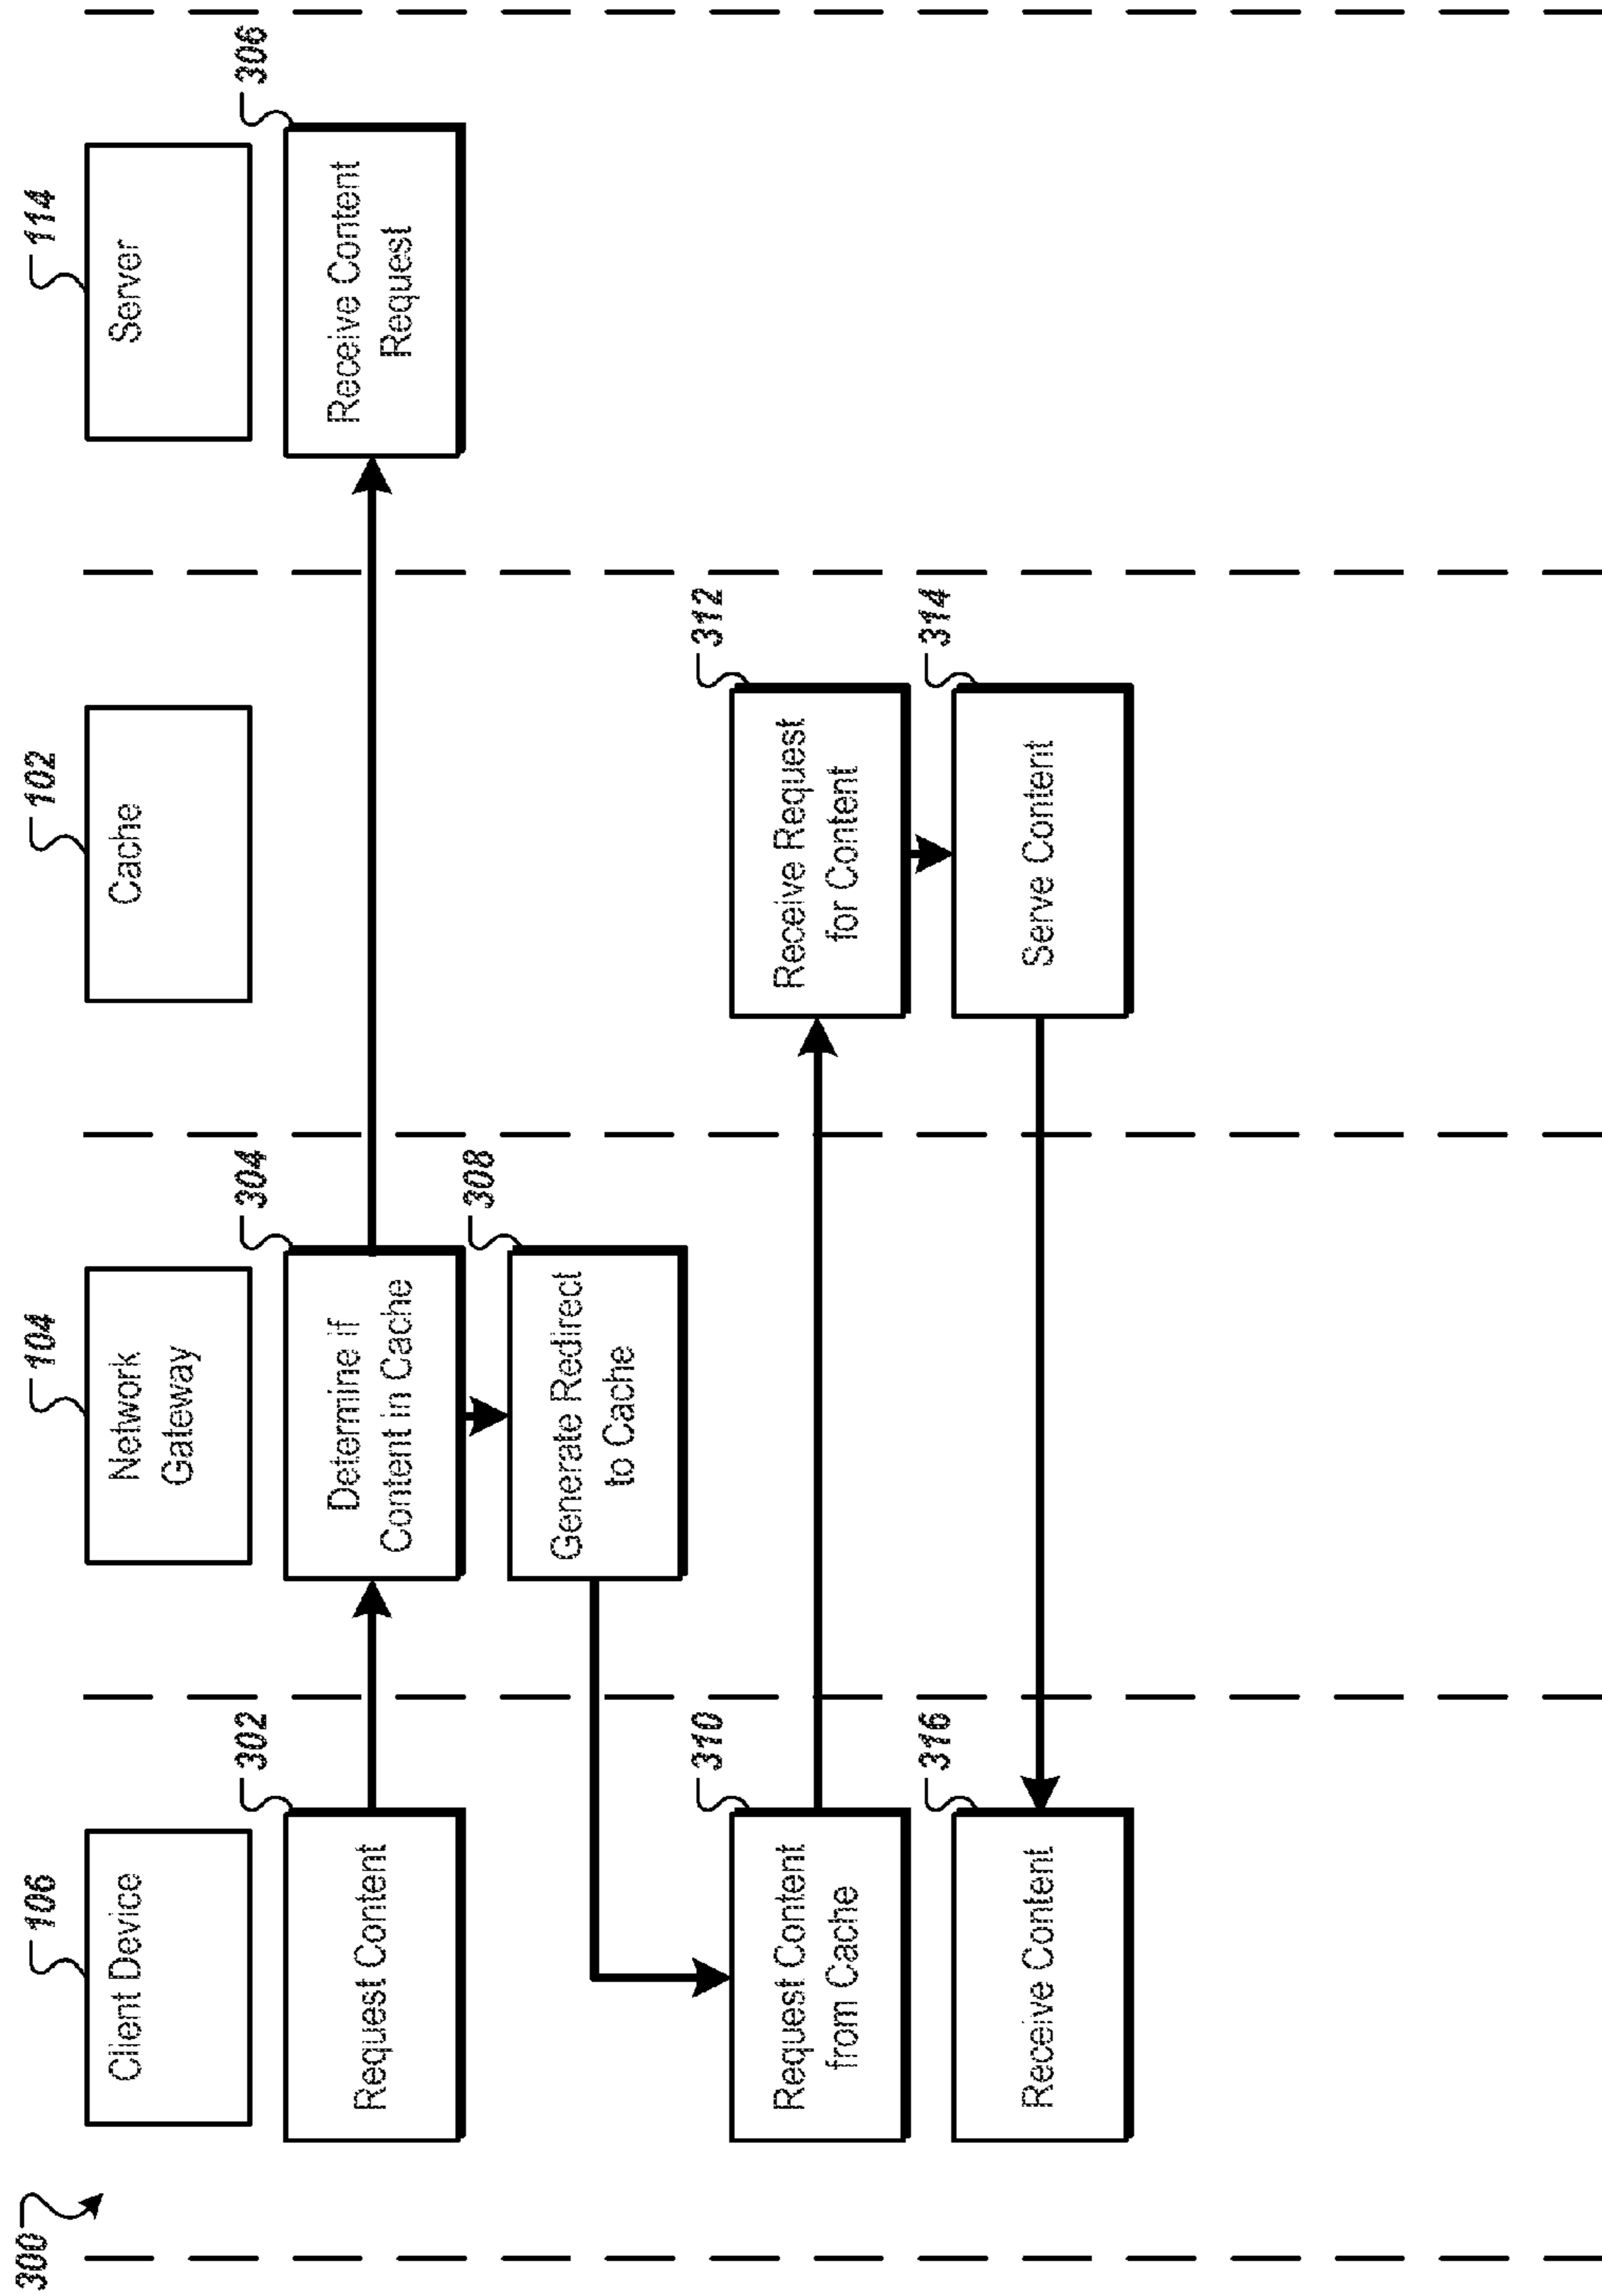 300
106
Client Device
104
Network
Gateway
102
Cache
114
Server
302
Request Content
304
Determine if
Content in Cache
306
Receive Content
Request
308
Generate Redirect
to Cache
310
Request Content
from Cache
312
Receive Request
for Content
314
Serve Content
316
Receive Content